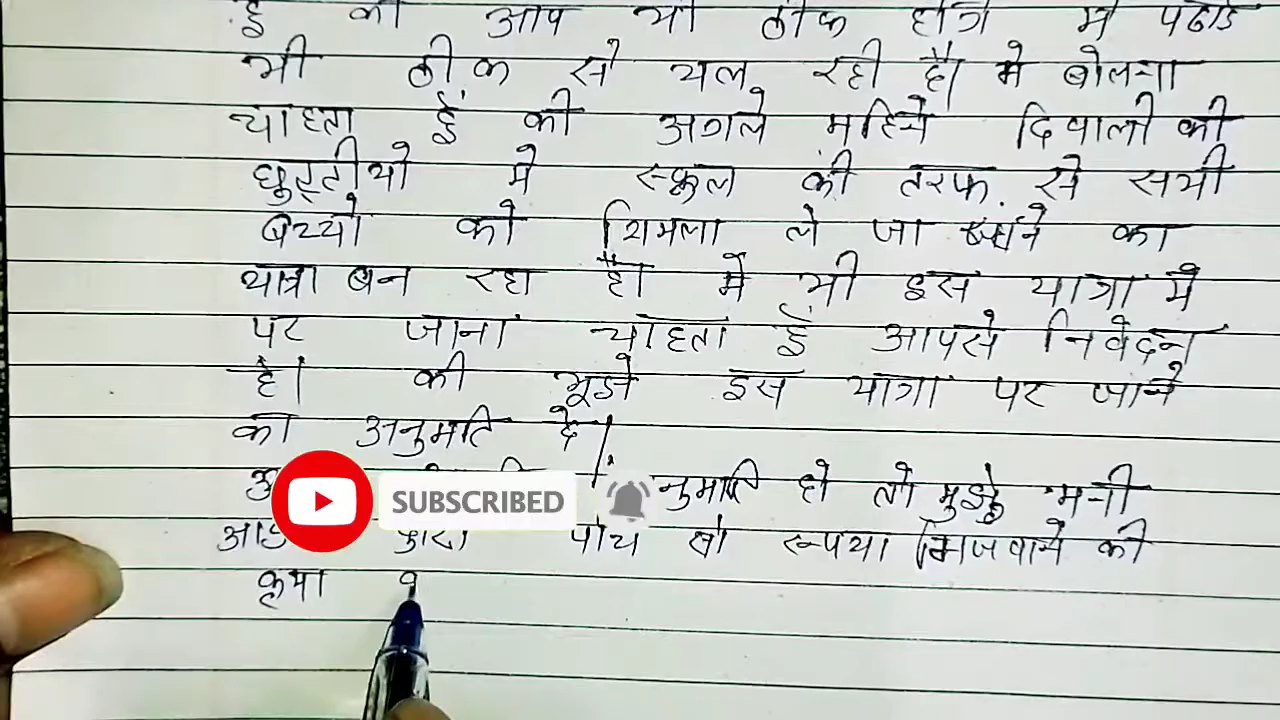 हु की आप भी ठीक होंगे मे पढाई
भी ठीक से चल रही है। मे बोलना
चाहता हुं की अगले महिने दिवाली की
छुट्टीयो मे स्कूल की तरफ से सभी
बच्चो को शिमला ले जा जाने का
यात्रा बन रहा है। मे भी इस यात्रा मे
पर जाना चाहता हुं आपसे निवेदन
है। की मूझे इस यात्रा पर जाने
का अनुमति दे।
नुमति हो तो मुझे मनी
द्वारा पांच सो रूपया भिजवाने की
कृपा
SUBSCRIBED